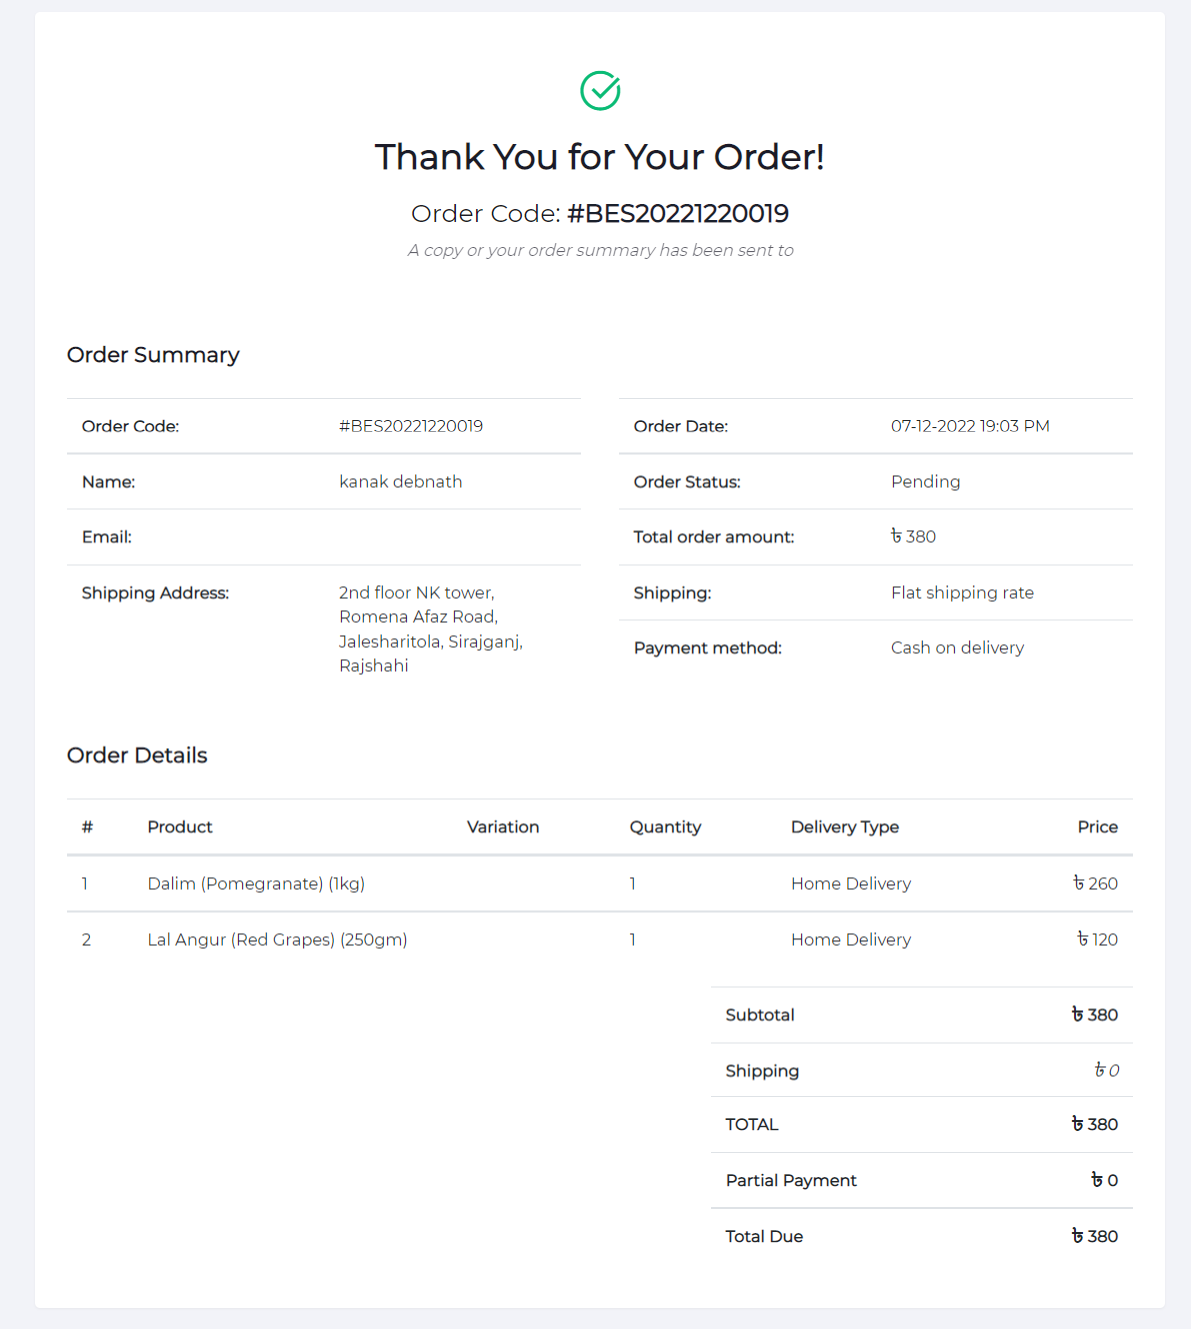 Thank You for Your Order!
Order Code: #BES20221220019
A copy or your order summary has been sent to
Order Summary
Order Code: #BES20221220019
Name: kanak debnath
Email:
Shipping Address: 2nd floor NK tower,
Romena Afaz Road,
Jalesharitola, Sirajganj,
Rajshahi
Order Date: 07-12-2022 19:03 PM
Order Status: Pending
Total order amount: ৳ 380
Shipping: Flat shipping rate
Payment method: Cash on delivery
Order Details
# Product Variation Quantity Delivery Type Price
1 Dalim (Pomegranate) (1kg) 1 Home Delivery ৳ 260
2 Lal Angur (Red Grapes) (250gm) 1 Home Delivery ৳ 120
Subtotal ৳ 380
Shipping ৳ 0
TOTAL ৳ 380
Partial Payment ৳ 0
Total Due ৳ 380